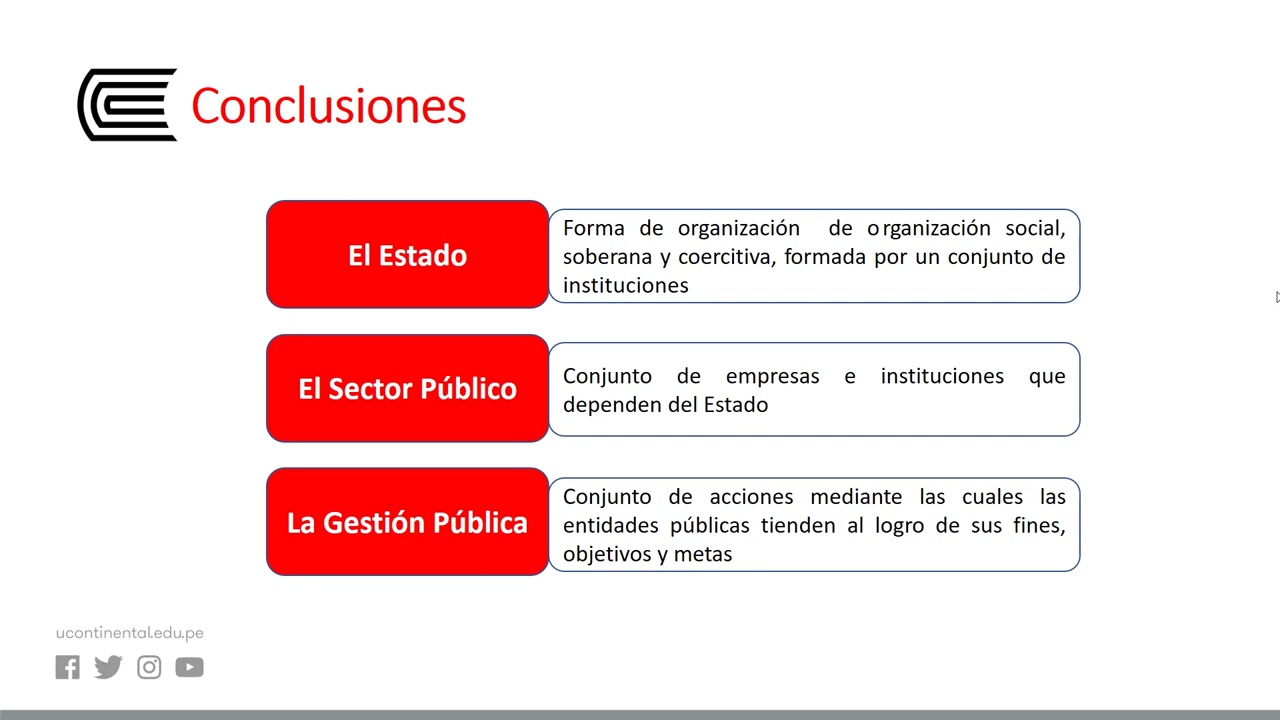 Conclusiones
El Estado
Forma de organización de organización social,
soberana y coercitiva, formada por un conjunto de
instituciones
El Sector Público
Conjunto de empresas e instituciones que
dependen del Estado
La Gestión Pública
Conjunto de acciones mediante las cuales las
entidades públicas tienden al logro de sus fines,
objetivos y metas
ucontinental.edu.pe